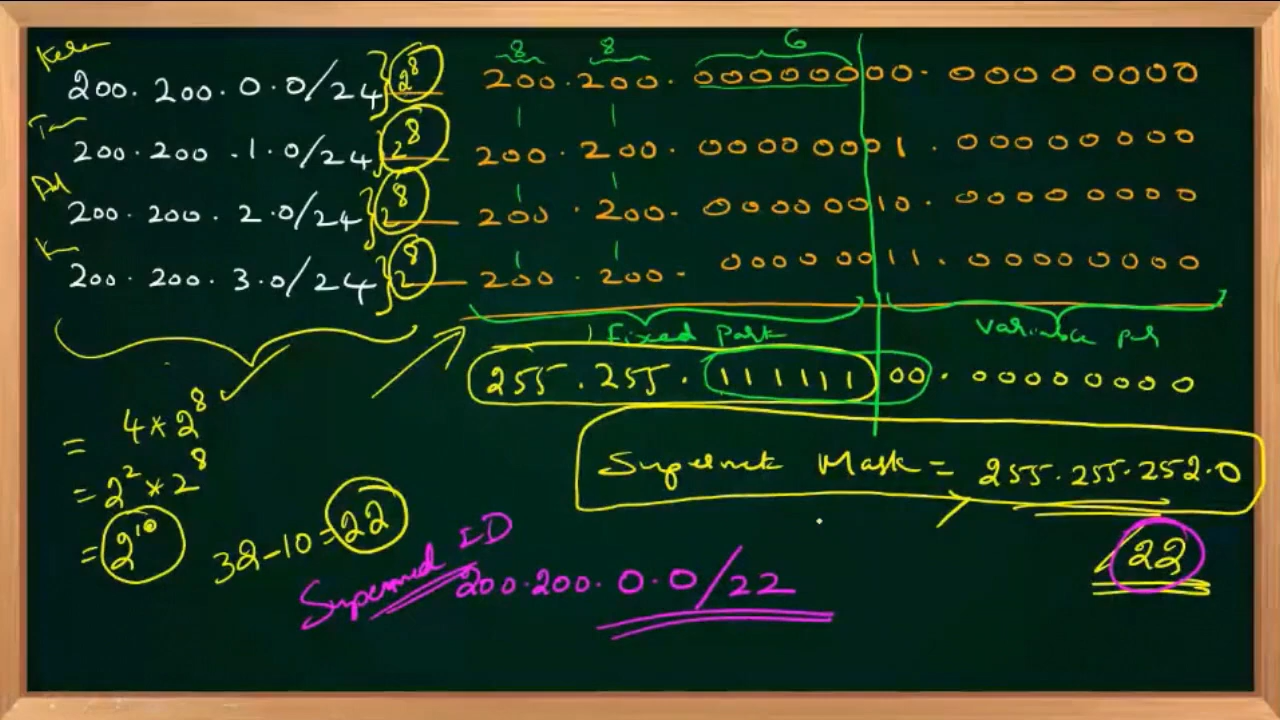 200.200.0.0/24 } 2^8 200.200.00000000.00000000
200.200.1.0/24 } 2^8 200.200.00000001.00000000
200.200.2.0/24 } 2^8 200.200.00000010.00000000
200.200.3.0/24 } 2^8 200.200.00000011.00000000
8 8 6
Fixed part
255.255.11111100.00000000
Supernet Mask = 255.255.252.0
/22
= 4*2^8
= 2^2*2^8
= 2^10
32-10=22
ID
200.200.0.0/22